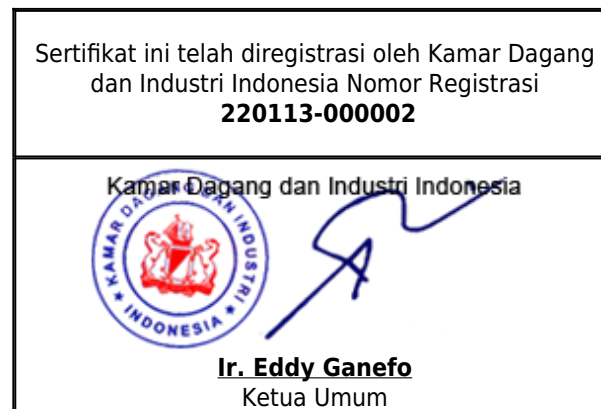 Sertifikat ini telah diregistrasi oleh Kamar Dagang
dan Industri Indonesia Nomor Registrasi
220113-000002
Kamar Dagang dan Industri Indonesia
KAMAR DAGANG DAN INDUSTRI
INDONESIA
Ir. Eddy Ganefo
Ketua Umum